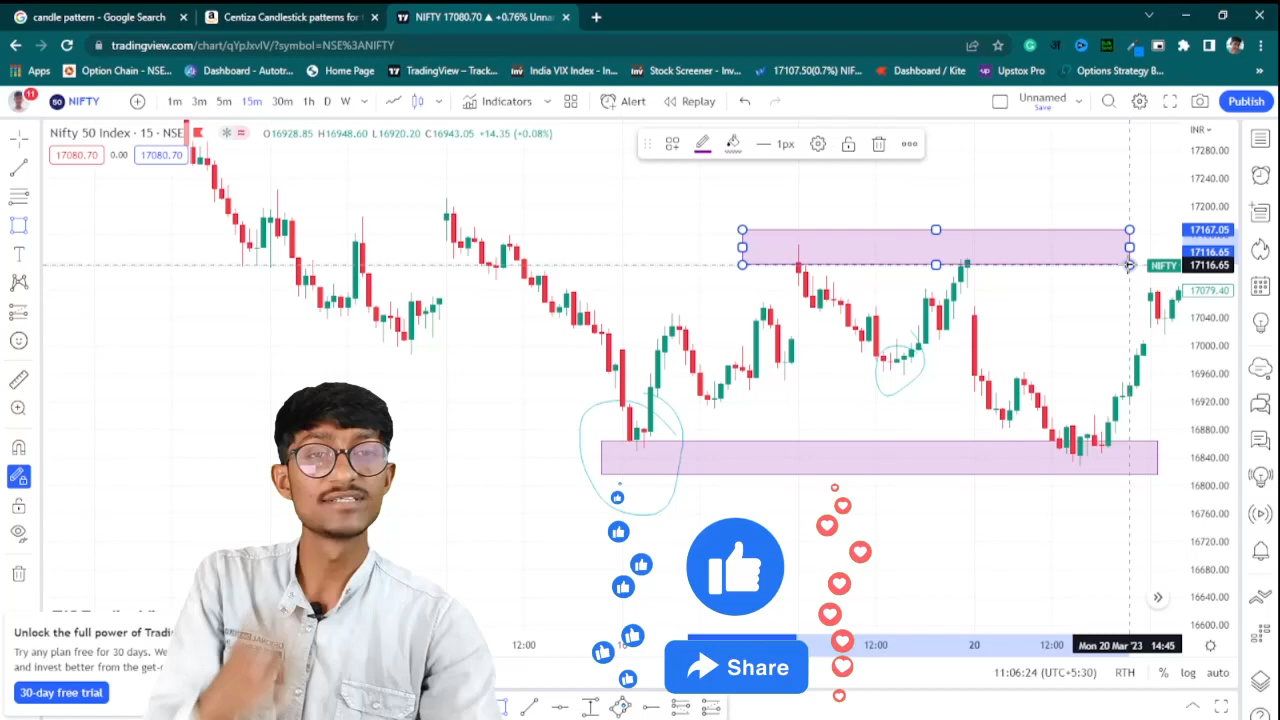 candle pattern - Google Search
Centiza Candlestick patterns for t
NIFTY 17080.70 ▲ +0.76% Unna
tradingview.com/chart/qYpJxvIV/?symbol=NSE%3ANIFTY
Apps
Option Chain - NSE...
Dashboard - Autotr...
Home Page
TradingView – Track...
India VIX Index - In...
Stock Screener - Inv...
17107.50(0.7%) NIF...
Dashboard / Kite
Upstox Pro
Options Strategy B...
11
NIFTY
1m 3m 5m 15m 30m 1h D W
Indicators
Alert
Replay
Unnamed
Save
Publish
Nifty 50 Index · 15 · NSE
O16928.85 H16948.60 L16920.20 C16943.05 +14.35 (+0.08%)
17080.70 0.00 17080.70
1px
INR
17280.00
17240.00
17200.00
17167.05
17116.65
NIFTY 17116.65
17079.40
17040.00
17000.00
16960.00
16920.00
16880.00
16840.00
16800.00
16760.00
16720.00
16680.00
16640.00
16600.00
Unlock the full power of Tradi
Try any plan free for 30 days. We
and invest better from the get-
30-day free trial
12:00
12:00
20
12:00
Mon 20 Mar '23 14:45
Share
11:06:24 (UTC+5:30)
RTH
%
log
auto